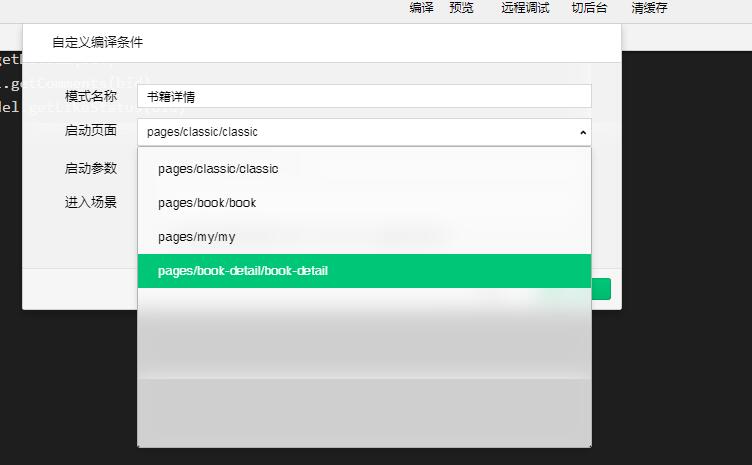 编译 预览 远程调试 切后台 清缓存
自定义编译条件
.getComments(bid)
模式名称 书籍详情
启动页面 pages/classic/classic
启动参数 pages/classic/classic
进入场景 pages/book/book
pages/my/my
pages/book-detail/book-detail